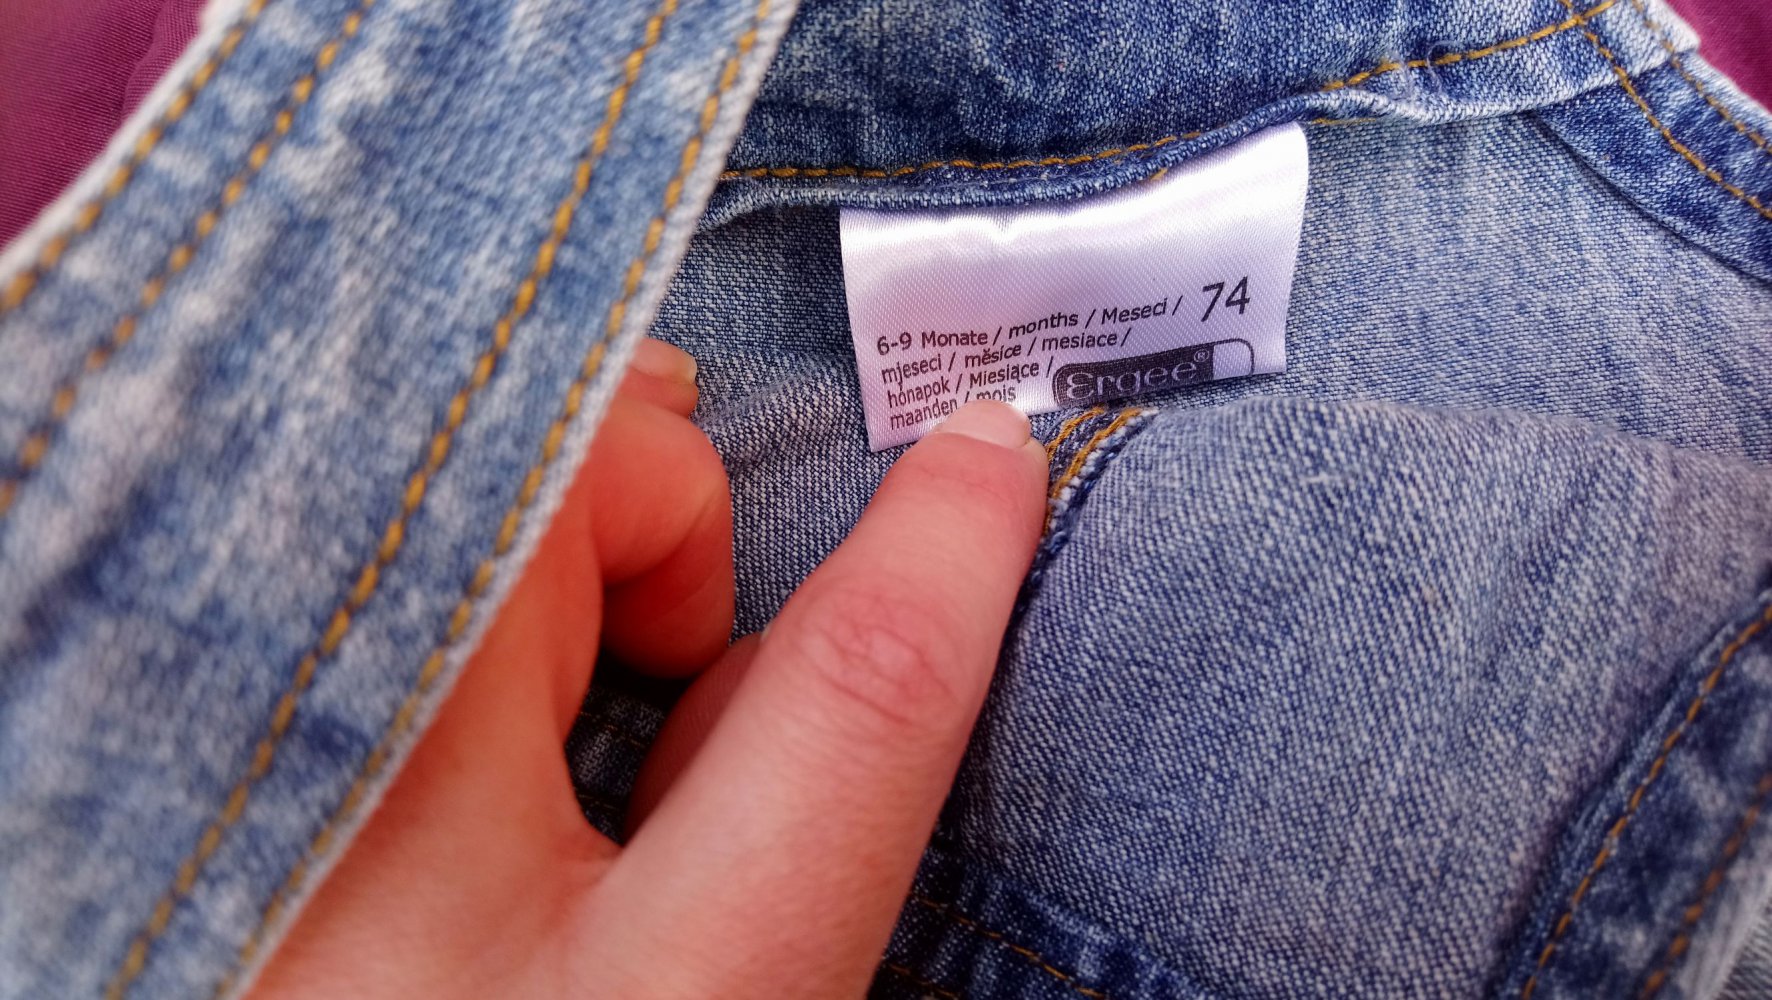 74
6-9 Monate / months / Meseci /
mjeseci / měsíce / mesiace /
hónapok / Miesiące /
maanden / mois
Ergee®